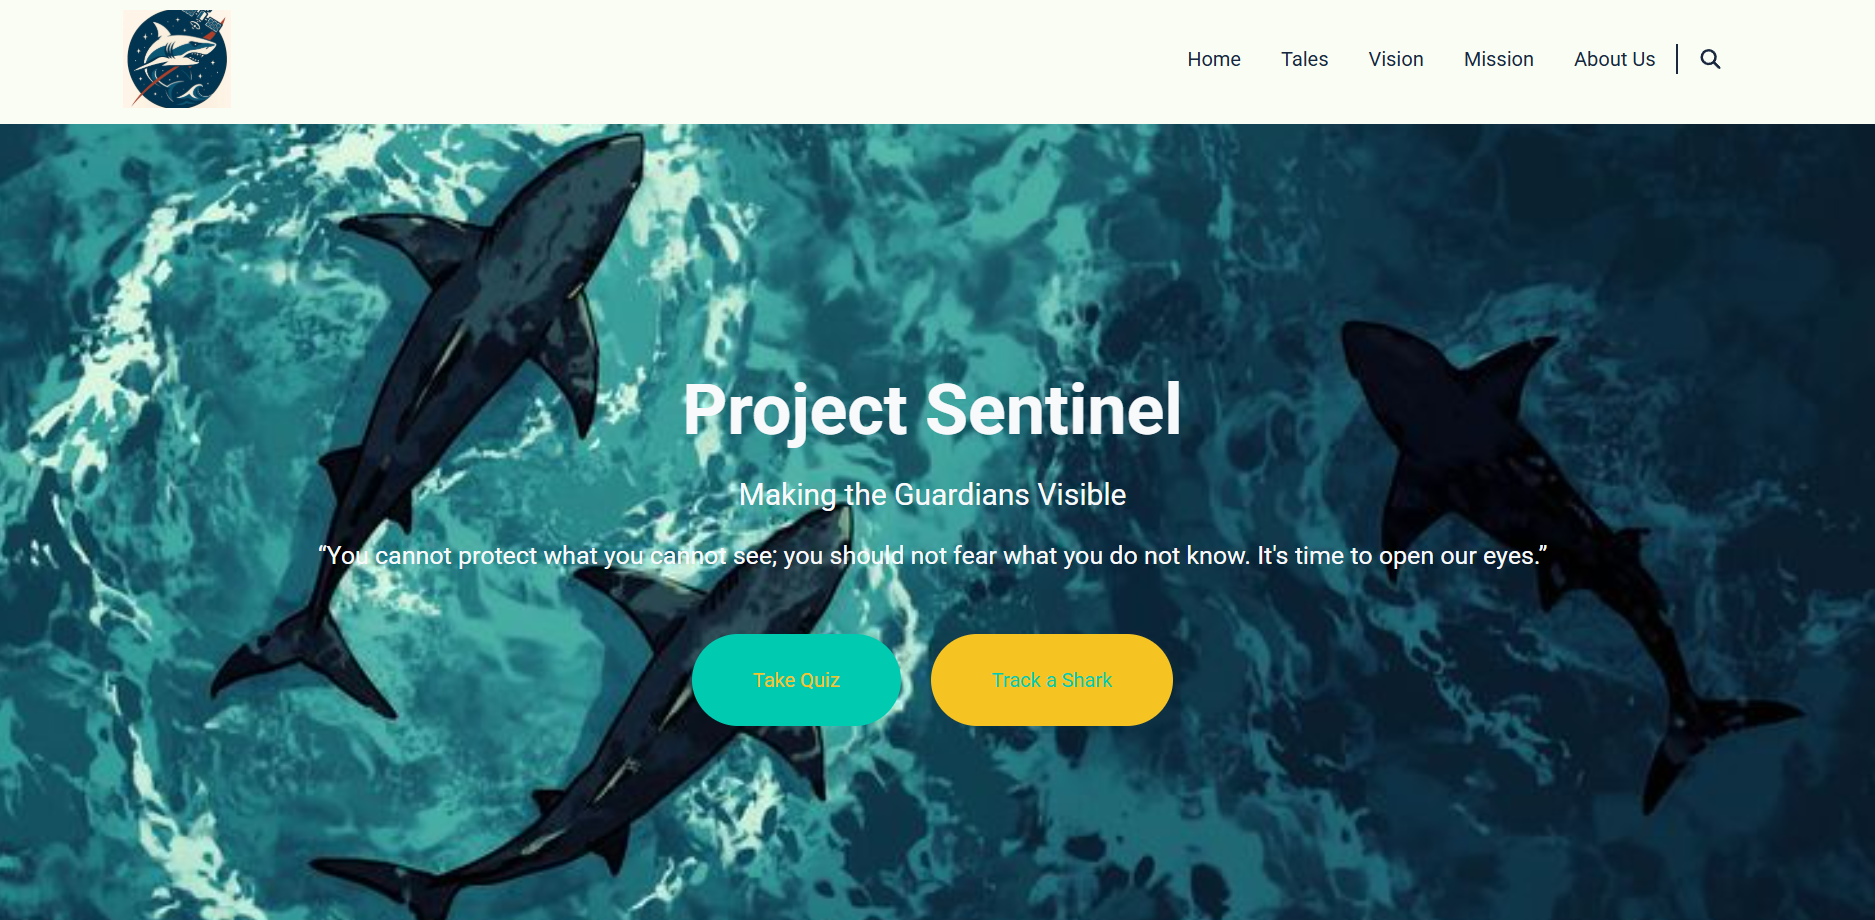 Home Tales Vision Mission About Us
Project Sentinel
Making the Guardians Visible
“You cannot protect what you cannot see; you should not fear what you do not know. It's time to open our eyes.”
Take Quiz
Track a Shark